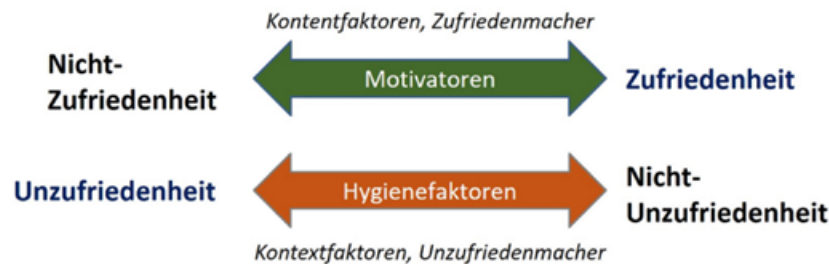 Kontentfaktoren, Zufriedenmacher
Nicht-
Zufriedenheit
Motivatoren
Zufriedenheit
Unzufriedenheit
Hygienefaktoren
Nicht-
Unzufriedenheit
Kontextfaktoren, Unzufriedenmacher